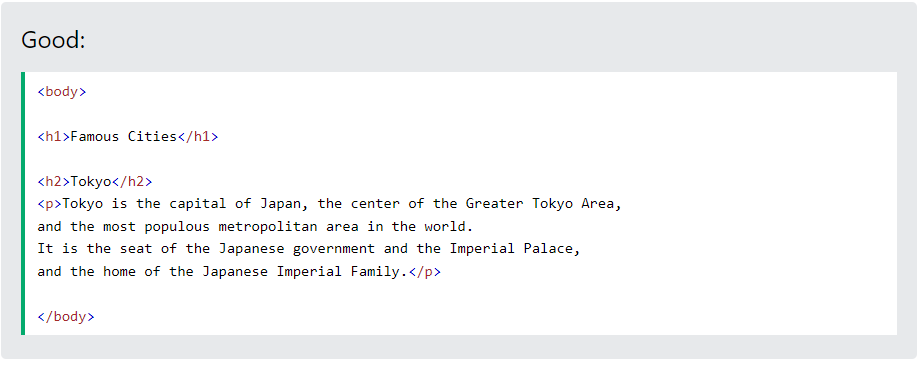 Good:
<body>
<h1>Famous Cities</h1>
<h2>Tokyo</h2>
<p>Tokyo is the capital of Japan, the center of the Greater Tokyo Area,
and the most populous metropolitan area in the world.
It is the seat of the Japanese government and the Imperial Palace,
and the home of the Japanese Imperial Family.</p>
</body>